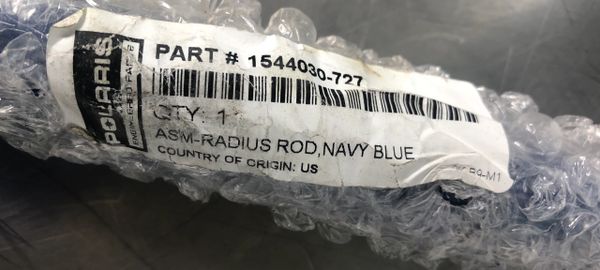 POLARIS
ENGINEERED PARTS
PART # 1544030-727
QTY: 1
ASM-RADIUS ROD,NAVY BLUE
COUNTRY OF ORIGIN: US